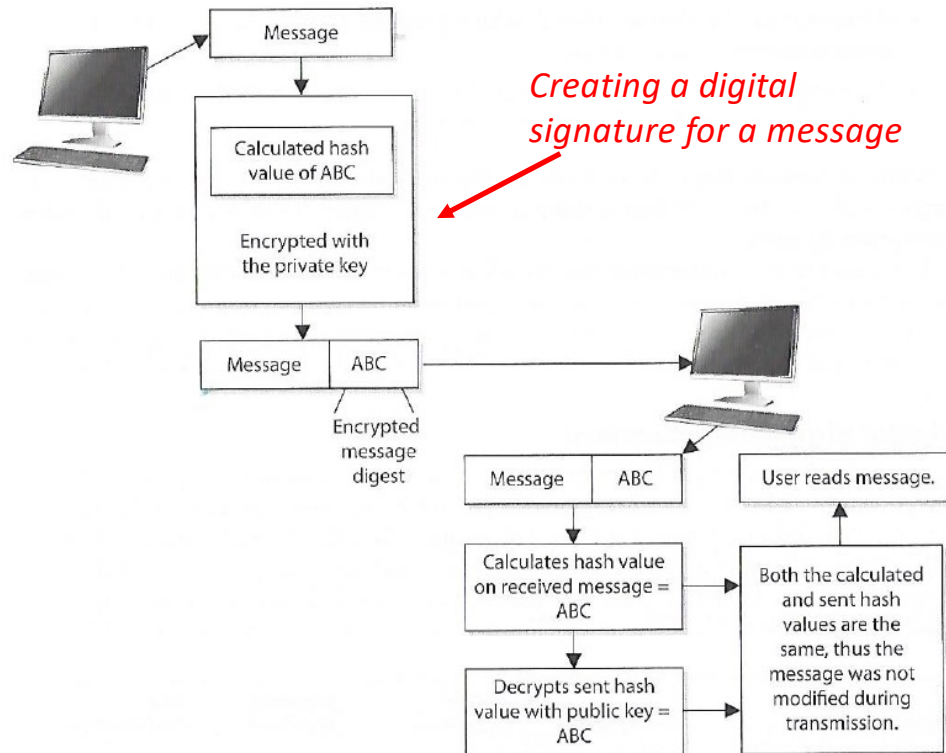 Message
Creating a digital
signature for a message
Calculated hash
value of ABC
Encrypted with
the private key
Message
ABC
Encrypted
message
digest
Message
ABC
User reads message.
Calculates hash value
on received message =
ABC
Both the calculated
and sent hash
values are the
same, thus the
message was not
modified during
transmission.
Decrypts sent hash
value with public key =
ABC